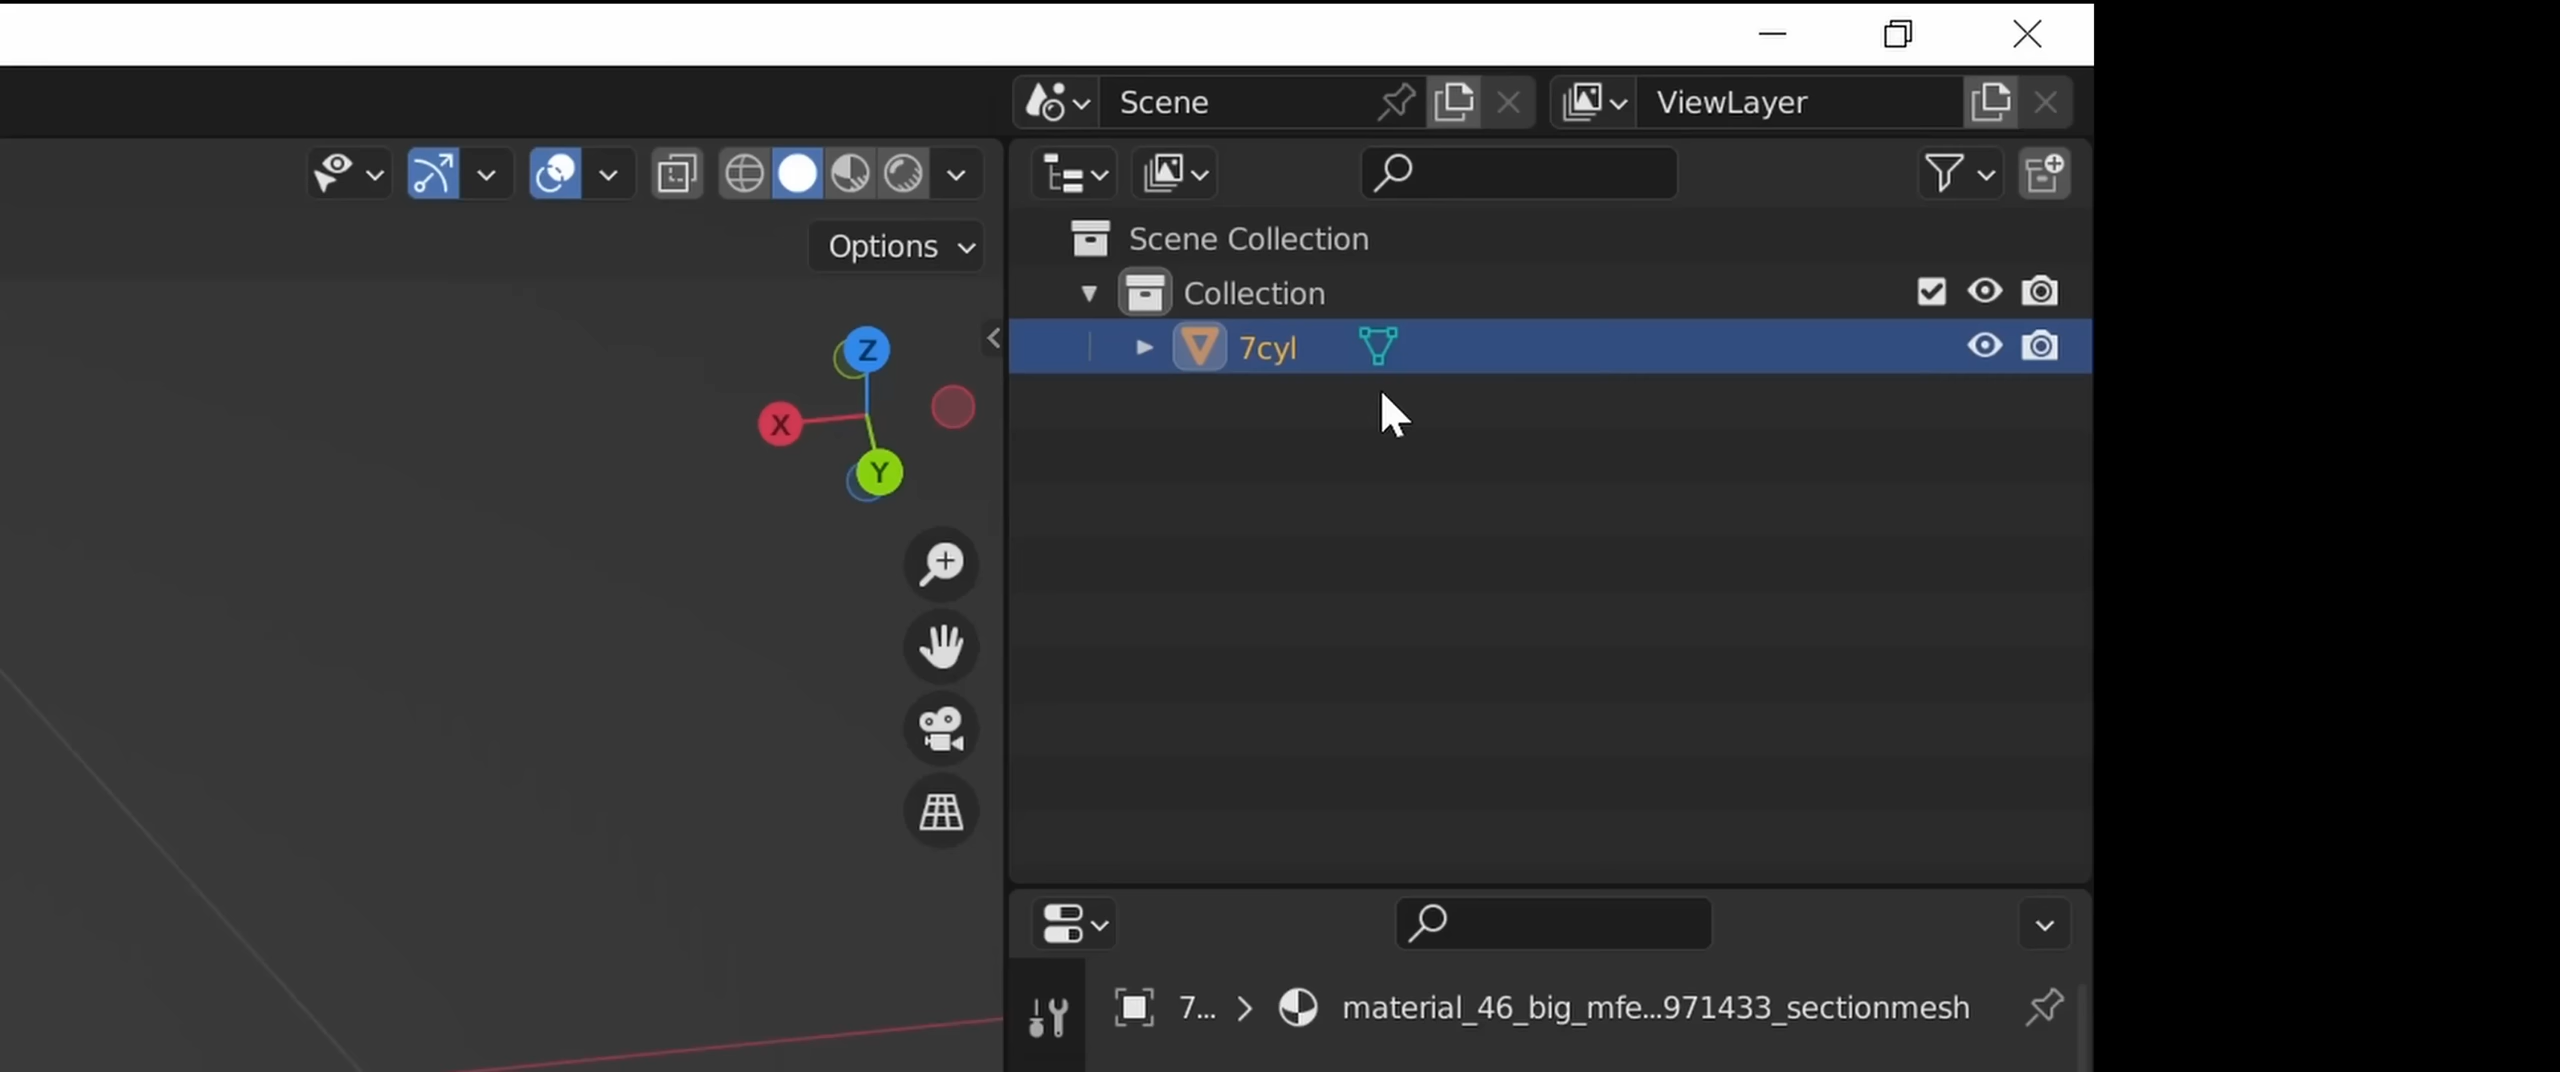 Scene
ViewLayer
Options
Scene Collection
Collection
7cyl
Z
X
Y
7... > material_46_big_mfe...971433_sectionmesh